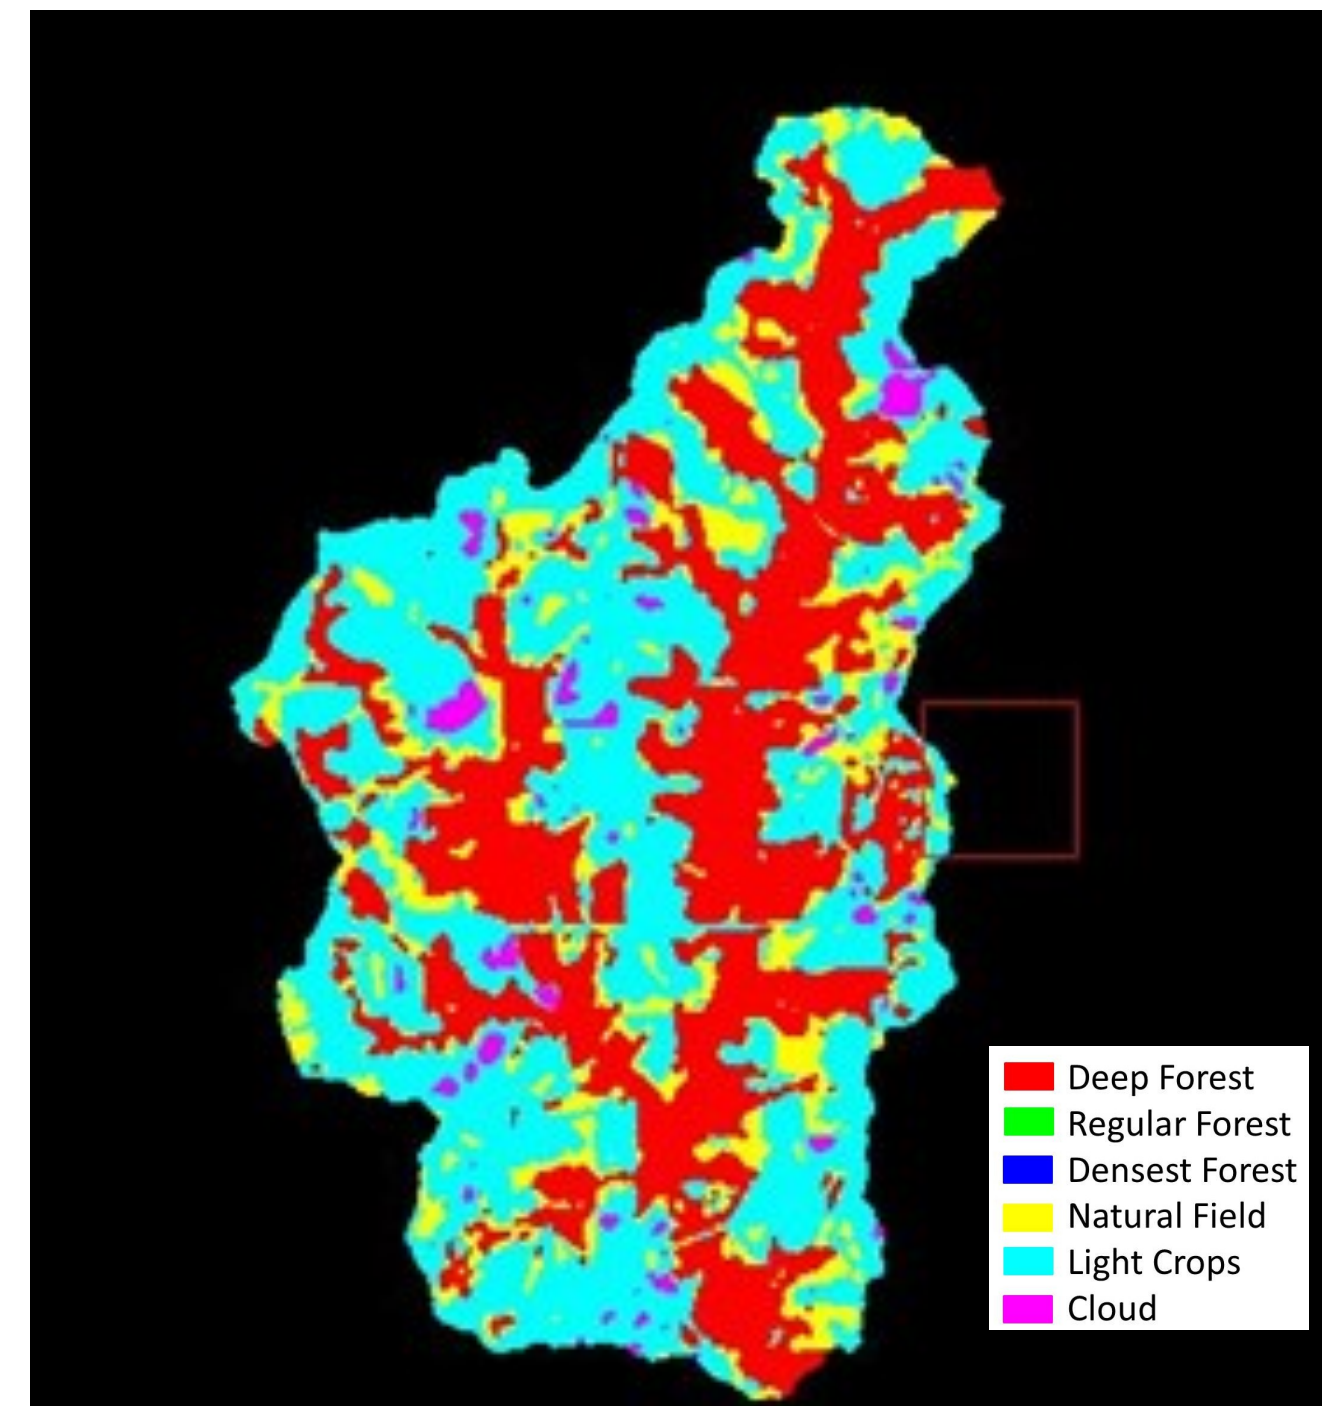 Deep Forest
Regular Forest
Densest Forest
Natural Field
Light Crops
Cloud